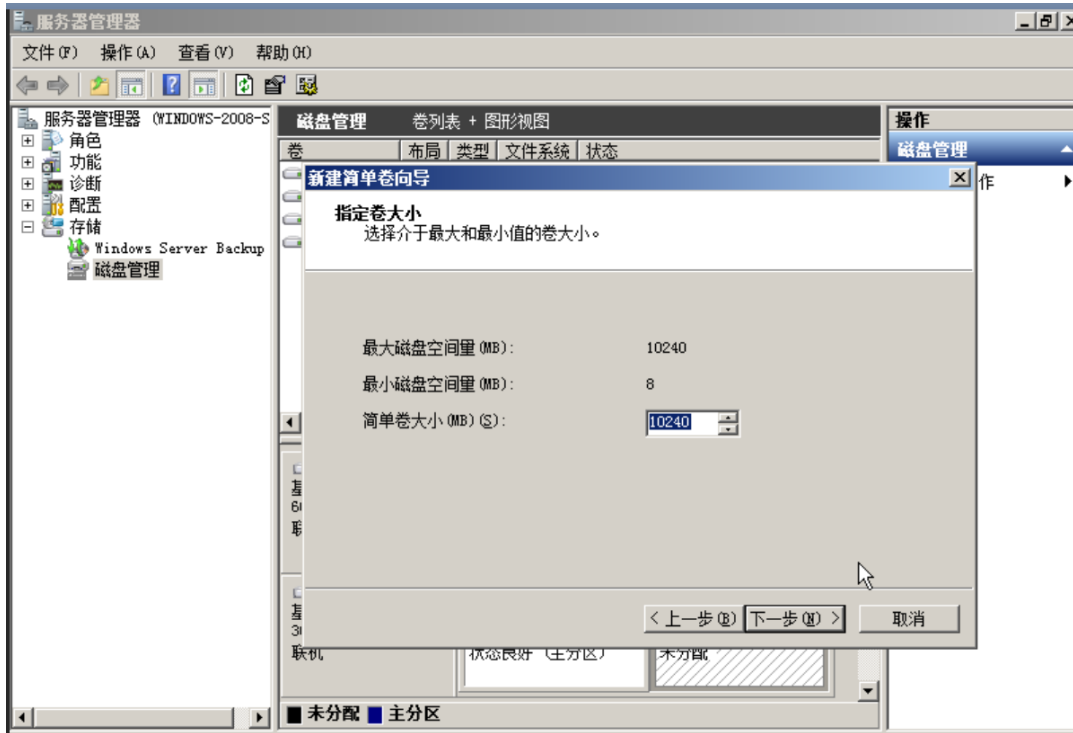 服务器管理器
文件(F) 操作(A) 查看(V) 帮助(H)
服务器管理器 (WINDOWS-2008-S
角色
功能
诊断
配置
存储
Windows Server Backup
磁盘管理
磁盘管理 卷列表 + 图形视图
卷 布局 类型 文件系统 状态
新建简单卷向导
指定卷大小
选择介于最大和最小值的卷大小。
最大磁盘空间量(MB): 10240
最小磁盘空间量(MB): 8
简单卷大小(MB)(S): 10240
< 上一步(B) 下一步(N) > 取消
联机
状态良好 (主分区) 未分配
未分配 主分区
操作
磁盘管理
作